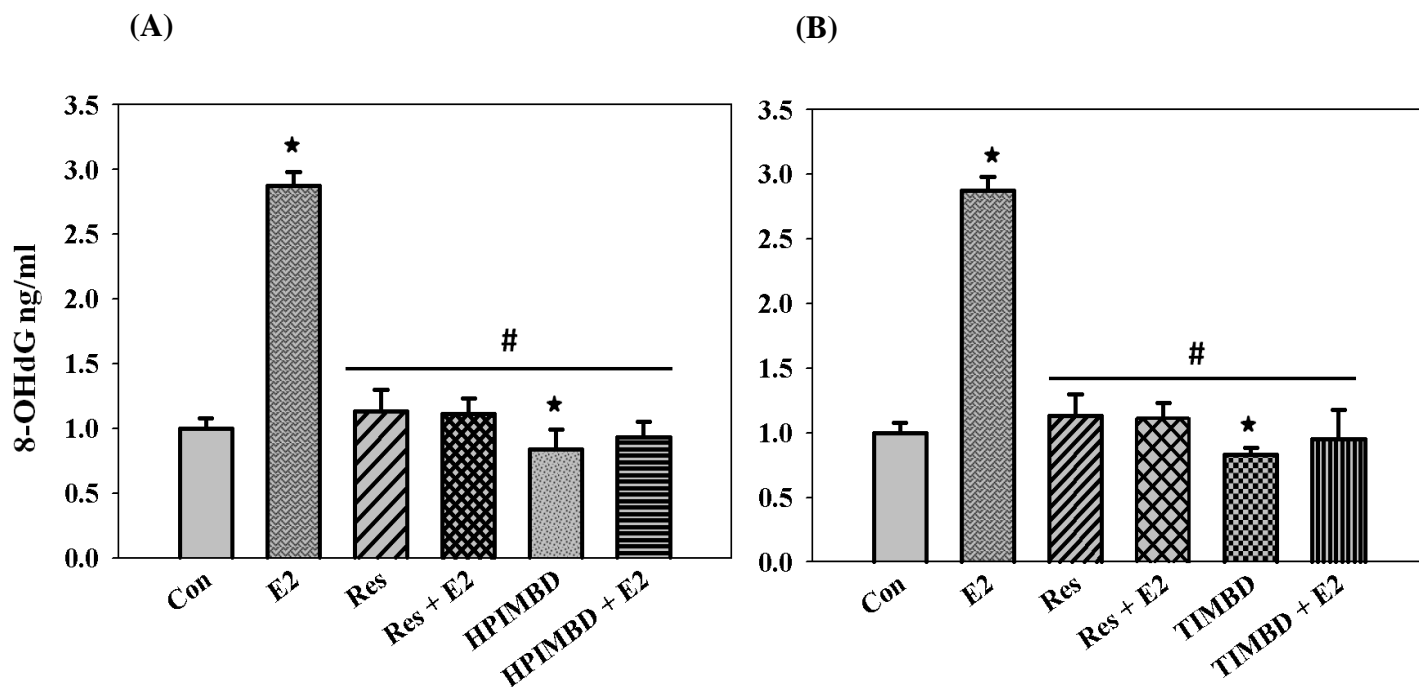 (A)
(B)
8-OHdG ng/ml
3.5
3.0
2.5
2.0
1.5
1.0
0.5
0.0
★
#
★
Con
E2
Res
Res + E2
HPIMBD
HPIMBD + E2
3.5
3.0
2.5
2.0
1.5
1.0
0.5
0.0
★
#
★
Con
E2
Res
Res + E2
TIMBD
TIMBD + E2